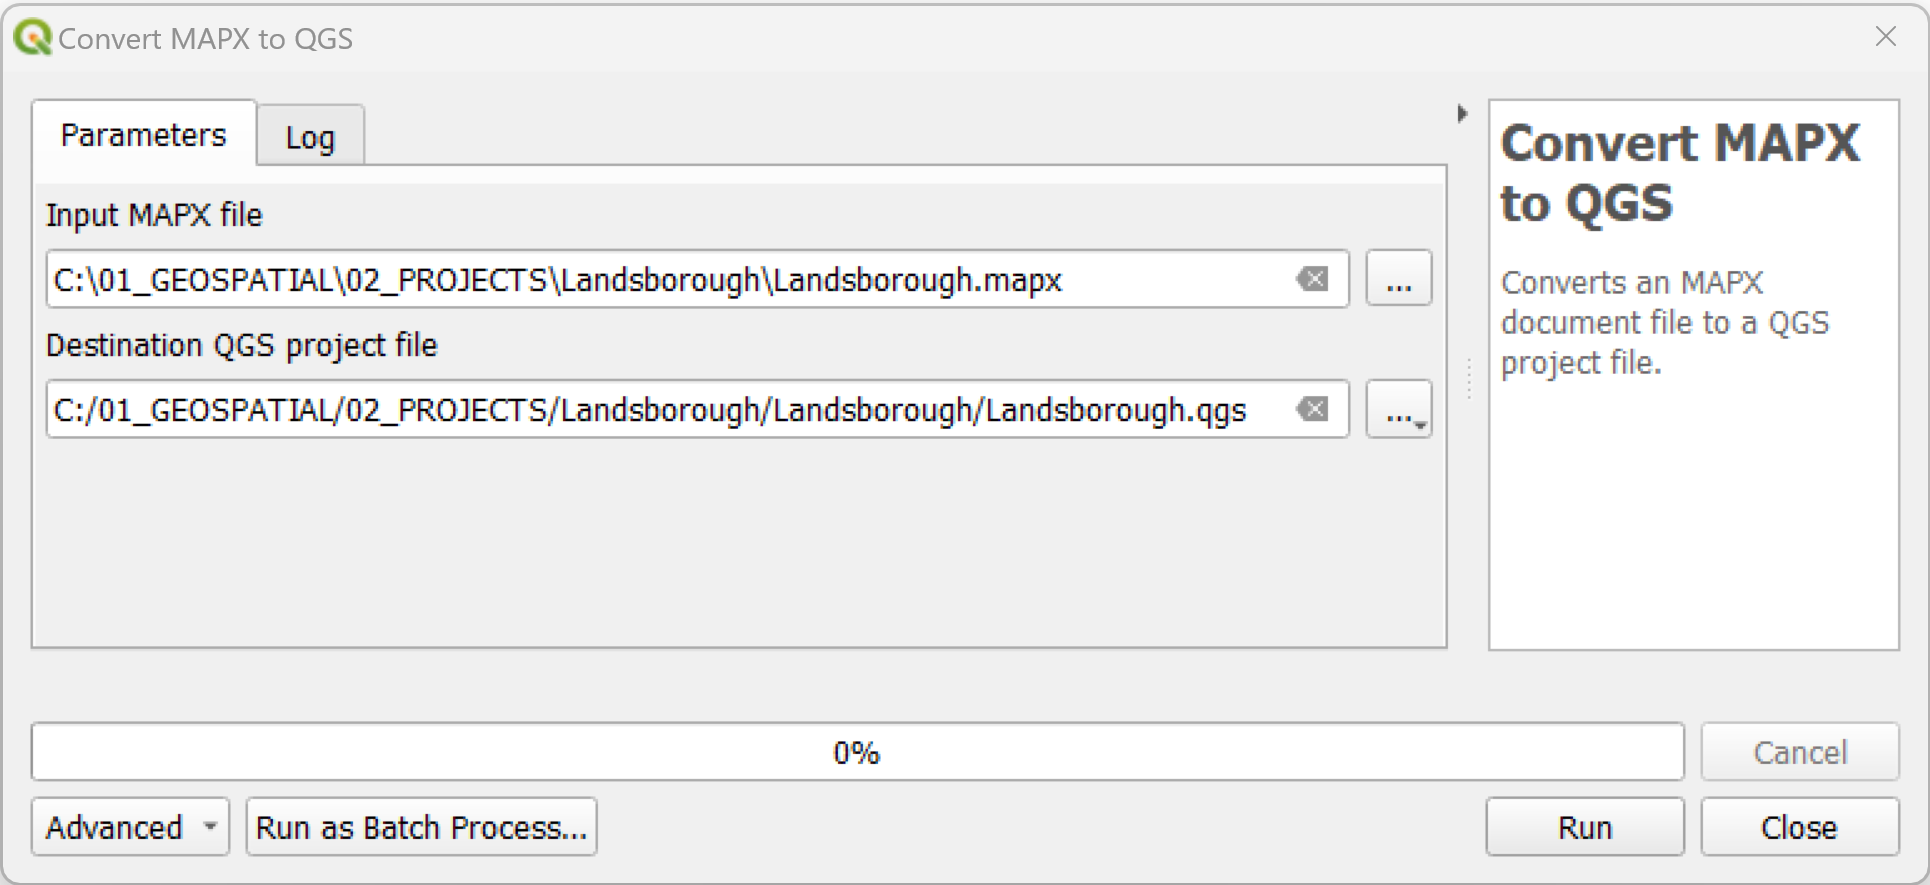 Convert MAPX to QGS
Parameters
Log
Input MAPX file
C:\01_GEOSPATIAL\02_PROJECTS\Landsborough\Landsborough.mapx
...
Destination QGS project file
C:/01_GEOSPATIAL/02_PROJECTS/Landsborough/Landsborough/Landsborough.qgs
...
Convert MAPX
to QGS
Converts an MAPX
document file to a QGS
project file.
0%
Cancel
Advanced
Run as Batch Process...
Run
Close